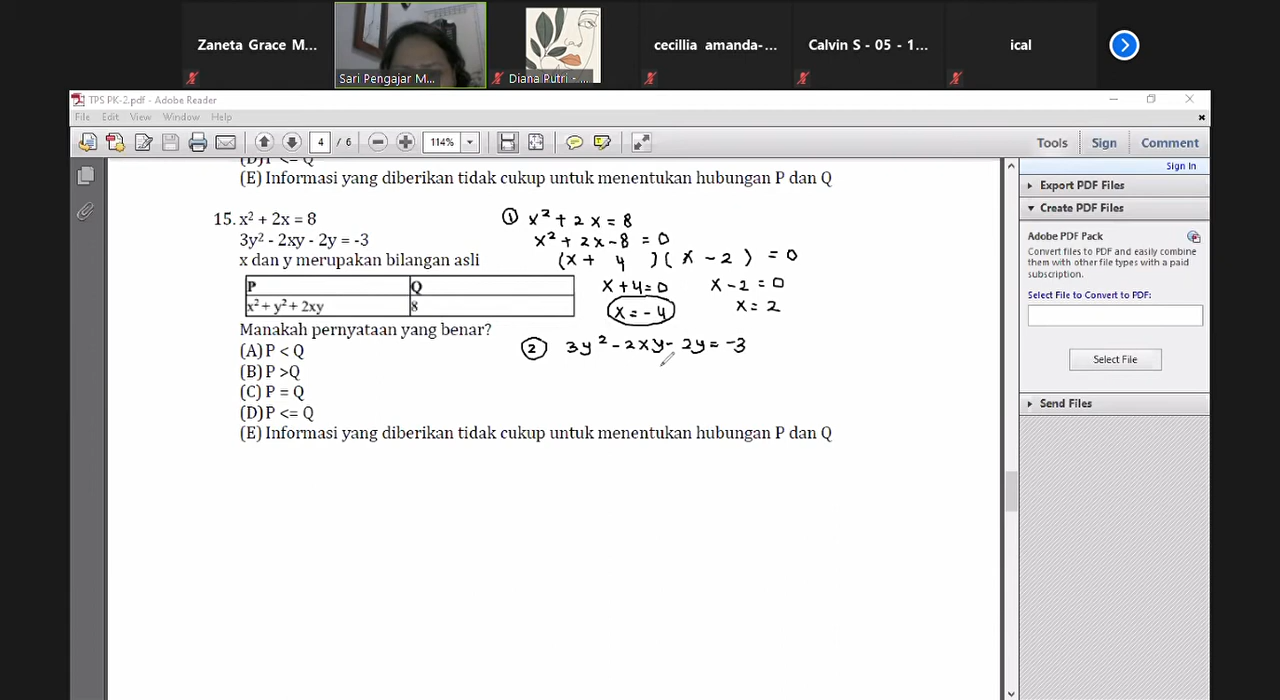 Zaneta Grace M...
Sari Pengajar M...
Diana Putri - ...
cecillia amanda-...
Calvin S - 05 - 1...
ical
TPS PK-2.pdf - Adobe Reader
File Edit View Window Help
4 / 6 114% Tools Sign Comment
Sign In
(D)P <= Q
(E) Informasi yang diberikan tidak cukup untuk menentukan hubungan P dan Q
15. x² + 2x = 8
3y² - 2xy - 2y = -3
x dan y merupakan bilangan asli
P Q
x² + y² + 2xy 8
Manakah pernyataan yang benar?
(A) P < Q
(B) P >Q
(C) P = Q
(D) P <= Q
(E) Informasi yang diberikan tidak cukup untuk menentukan hubungan P dan Q
① x² + 2x = 8
x² + 2x - 8 = 0
(x + 4)(x - 2) = 0
x + 4 = 0 x - 2 = 0
x = -4 x = 2
② 3y² - 2xy - 2y = -3
Export PDF Files
Create PDF Files
Adobe PDF Pack
Convert files to PDF and easily combine
them with other file types with a paid
subscription.
Select File to Convert to PDF:
Select File
Send Files